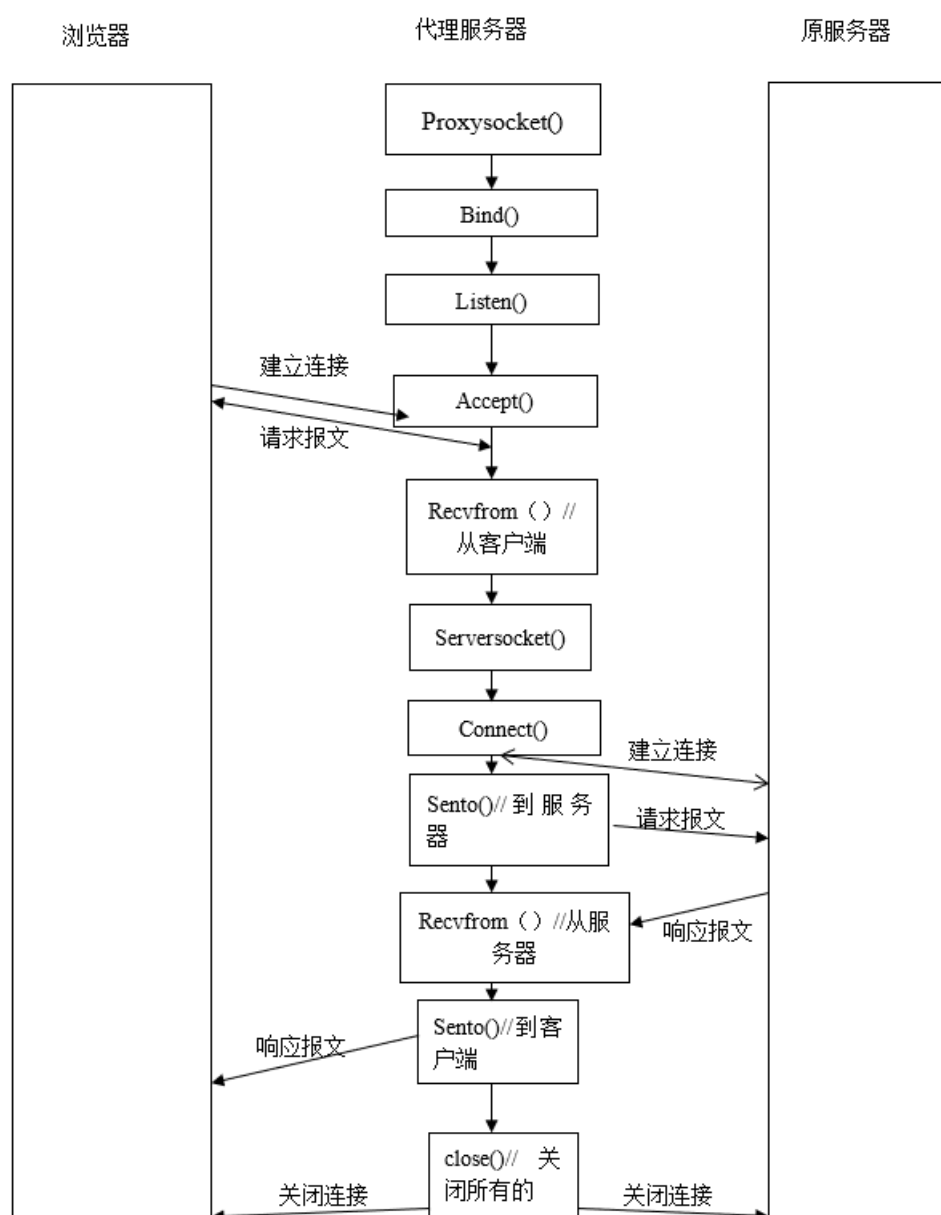 浏览器
代理服务器
原服务器
Proxysocket()
Bind()
Listen()
建立连接
Accept()
请求报文
Recvfrom（）//
从客户端
Serversocket()
Connect()
建立连接
Sento()//到服务
器
请求报文
Recvfrom（）//从服
务器
响应报文
Sento()//到客
户端
响应报文
close()// 关
闭所有的
关闭连接
关闭连接